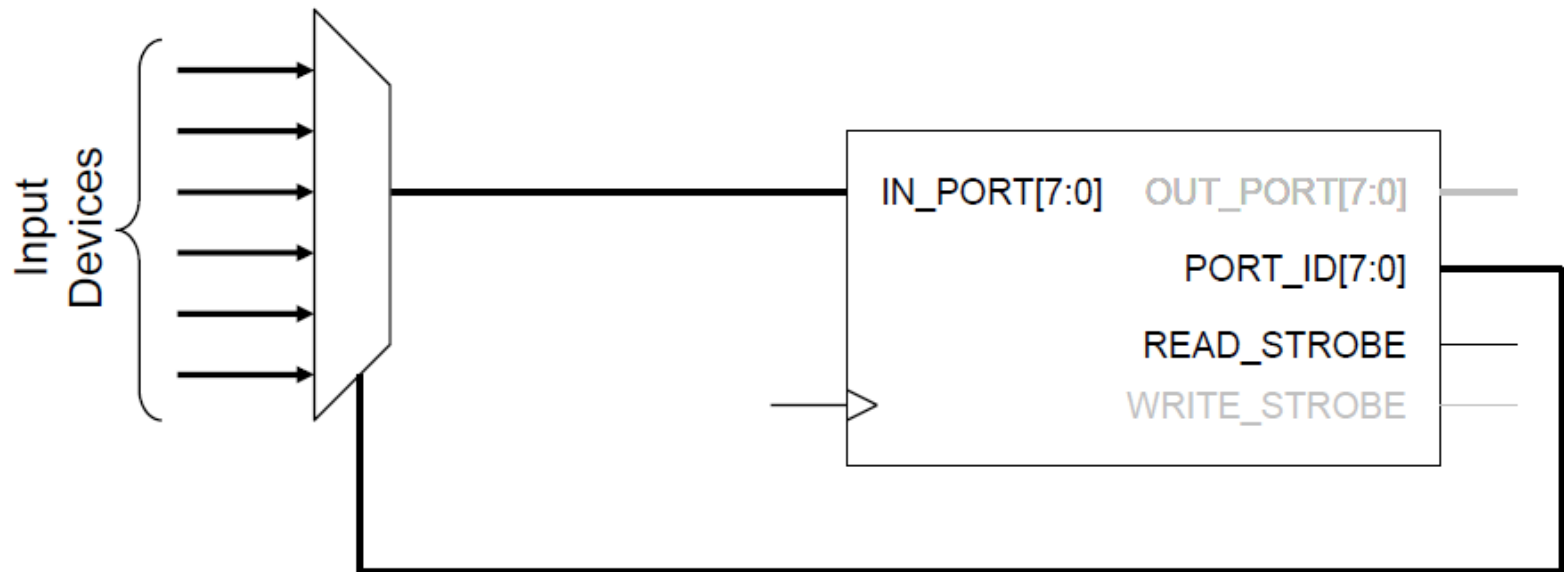 Input
Devices
IN_PORT[7:0]
OUT_PORT[7:0]
PORT_ID[7:0]
READ_STROBE
WRITE_STROBE